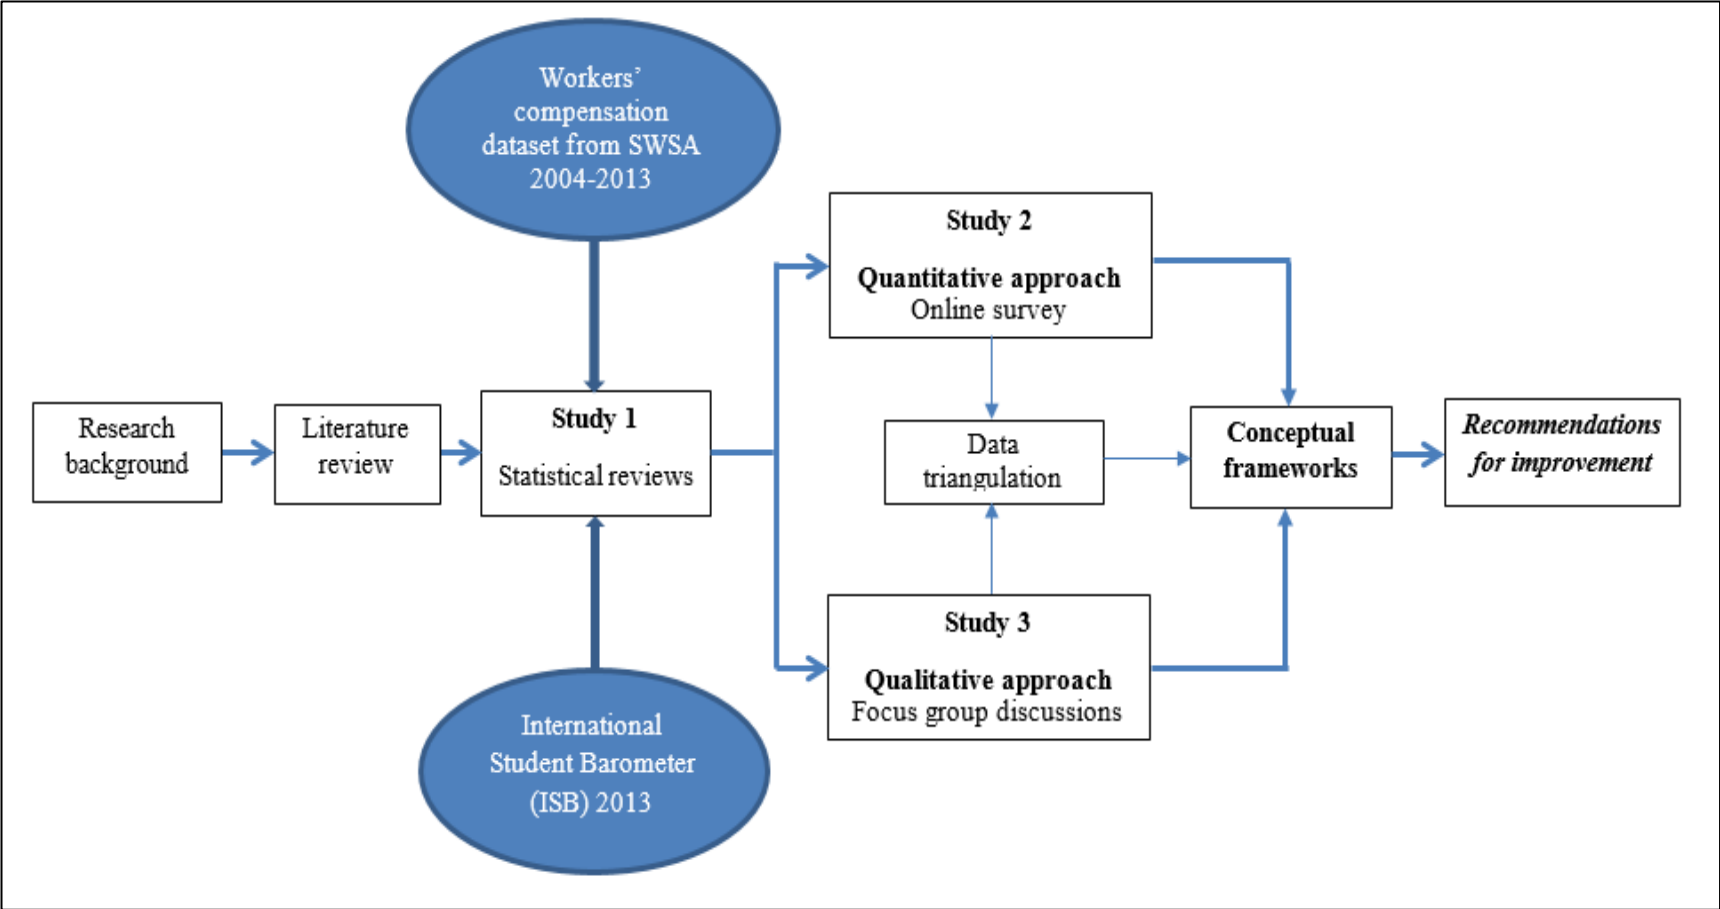 Workers’
compensation
dataset from SWSA
2004-2013
Study 2
Quantitative approach
Online survey
Research
background
Literature
review
Study 1
Statistical reviews
Data
triangulation
Conceptual
frameworks
Recommendations
for improvement
Study 3
Qualitative approach
Focus group discussions
International
Student Barometer
(ISB) 2013